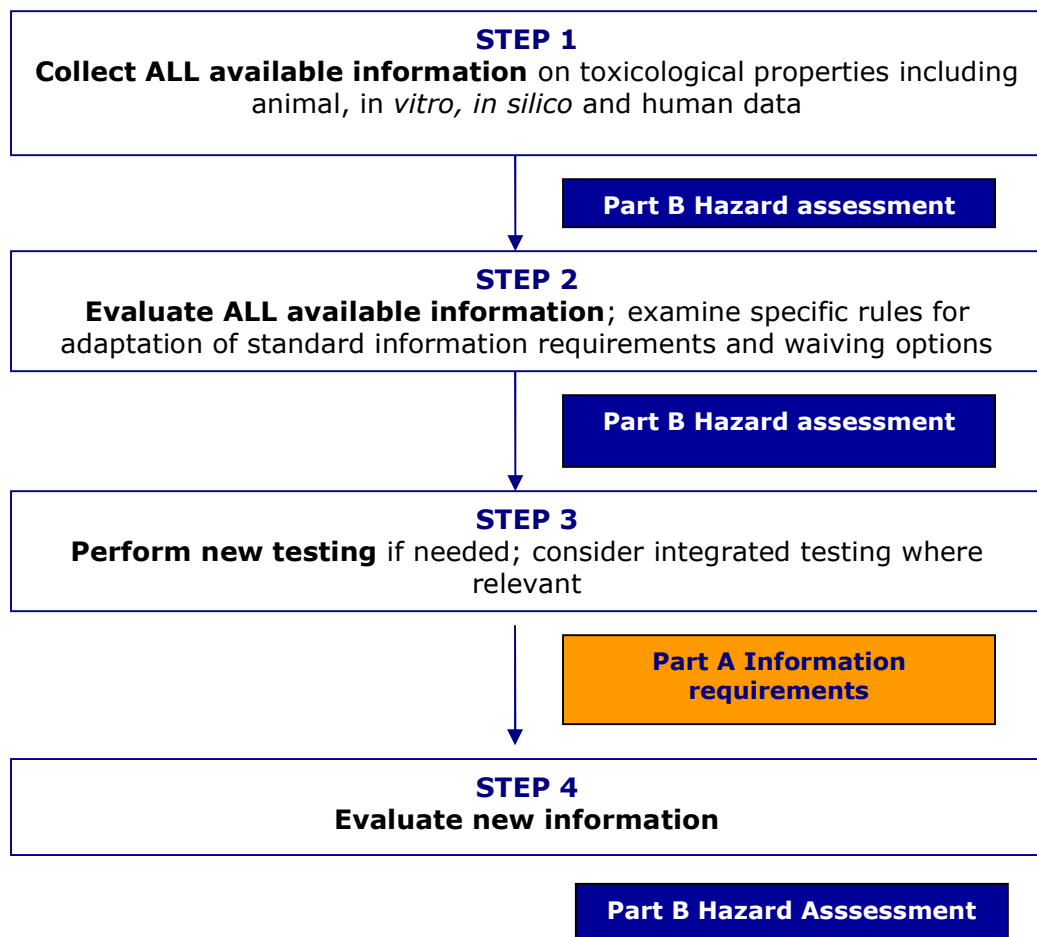 STEP 1
Collect ALL available information on toxicological properties including
animal, in vitro, in silico and human data
Part B Hazard assessment
STEP 2
Evaluate ALL available information; examine specific rules for
adaptation of standard information requirements and waiving options
Part B Hazard assessment
STEP 3
Perform new testing if needed; consider integrated testing where
relevant
Part A Information
requirements
STEP 4
Evaluate new information
Part B Hazard Asssessment